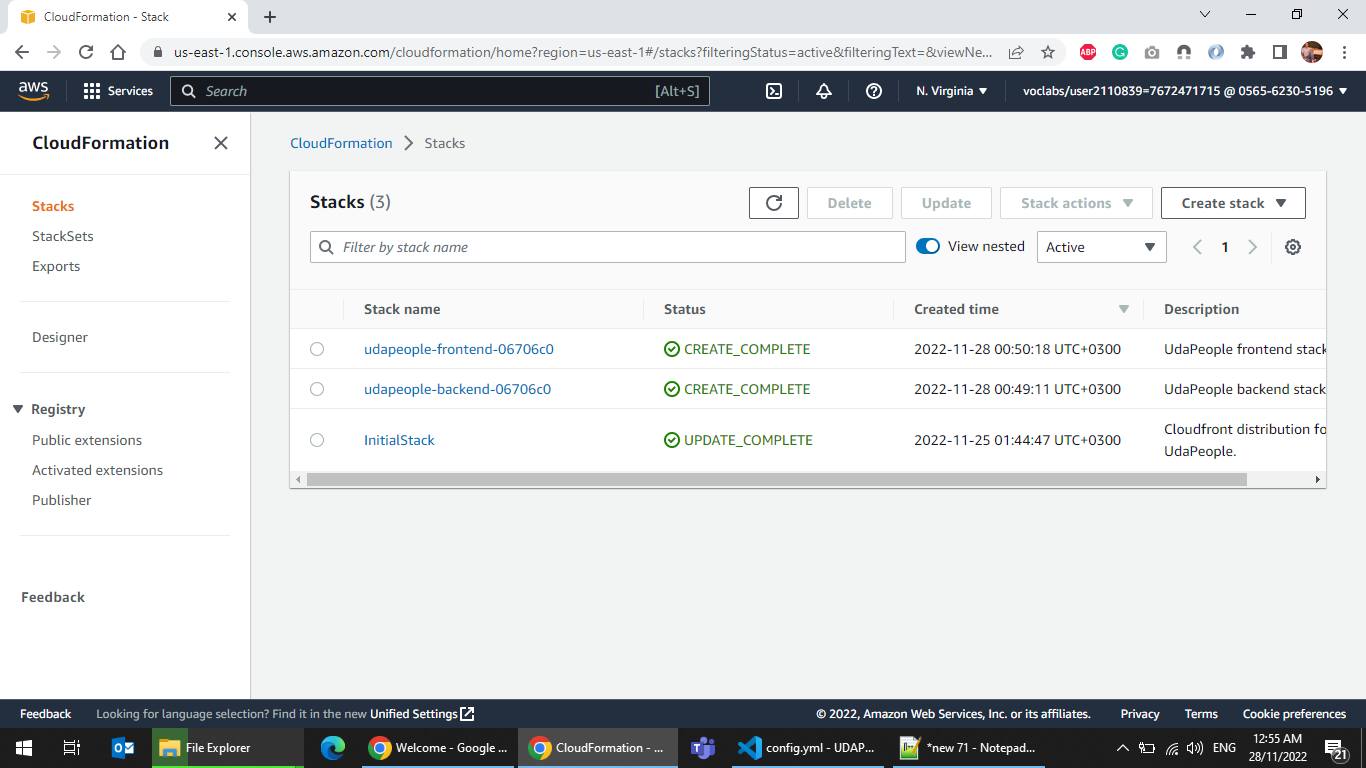 CloudFormation - Stack
us-east-1.console.aws.amazon.com/cloudformation/home?region=us-east-1#/stacks?filteringStatus=active&filteringText=&viewNe...
ABP
aws
Services
Search
[Alt+S]
N. Virginia
voclabs/user2110839=7672471715 @ 0565-6230-5196
CloudFormation
CloudFormation
Stacks
Stacks
StackSets
Exports
Designer
Registry
Public extensions
Activated extensions
Publisher
Feedback
Stacks (3)
Delete
Update
Stack actions
Create stack
Filter by stack name
View nested
Active
1
Stack name
Status
Created time
Description
udapeople-frontend-06706c0
CREATE_COMPLETE
2022-11-28 00:50:18 UTC+0300
UdaPeople frontend stack
udapeople-backend-06706c0
CREATE_COMPLETE
2022-11-28 00:49:11 UTC+0300
UdaPeople backend stack
InitialStack
UPDATE_COMPLETE
2022-11-25 01:44:47 UTC+0300
Cloudfront distribution fo
UdaPeople.
Feedback
Looking for language selection? Find it in the new Unified Settings
© 2022, Amazon Web Services, Inc. or its affiliates.
Privacy
Terms
Cookie preferences
File Explorer
Welcome - Google ...
CloudFormation - ...
config.yml - UDAP...
*new 71 - Notepad...
ENG
12:55 AM
28/11/2022
21